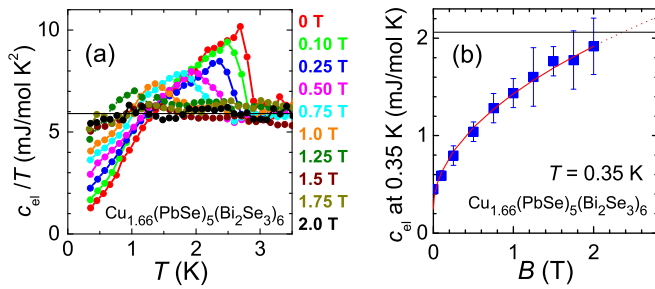 (a)
c_el/T (mJ/mol K²)
10
5
0
0
1
2
3
T (K)
Cu₁.₆₆(PbSe)₅(Bi₂Se₃)₆
0 T
0.10 T
0.25 T
0.50 T
0.75 T
1.0 T
1.25 T
1.5 T
1.75 T
2.0 T
(b)
c_el at 0.35 K (mJ/mol K)
2
1
0
0
1
2
B (T)
T = 0.35 K
Cu₁.₆₆(PbSe)₅(Bi₂Se₃)₆